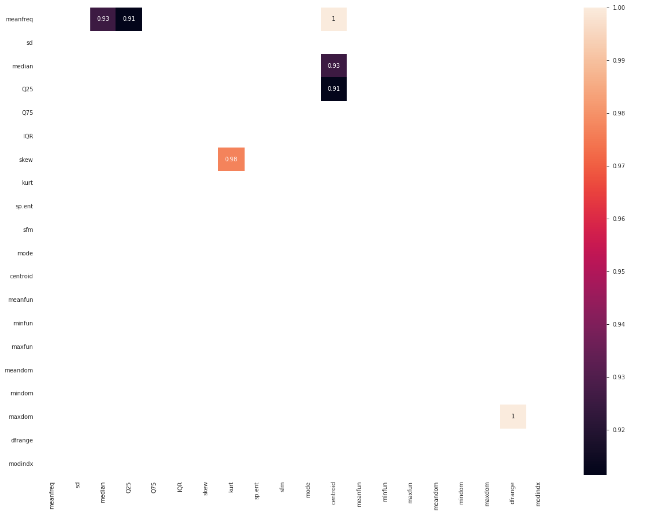 meanfreq 0.93 0.91 1 1.00
sd
0.99
median 0.93
Q25 0.91
0.98
Q75
IQR
0.97
skew 0.98
kurt
0.96
sp.ent
sfm
0.95
mode
centroid
meanfun
0.94
minfun
maxfun
meandom
0.93
mindom
maxdom 1
0.92
dfrange
modindx
meanfreq sd median Q25 Q75 IQR skew kurt sp.ent sfm mode centroid meanfun minfun maxfun meandom mindom maxdom dfrange modindx